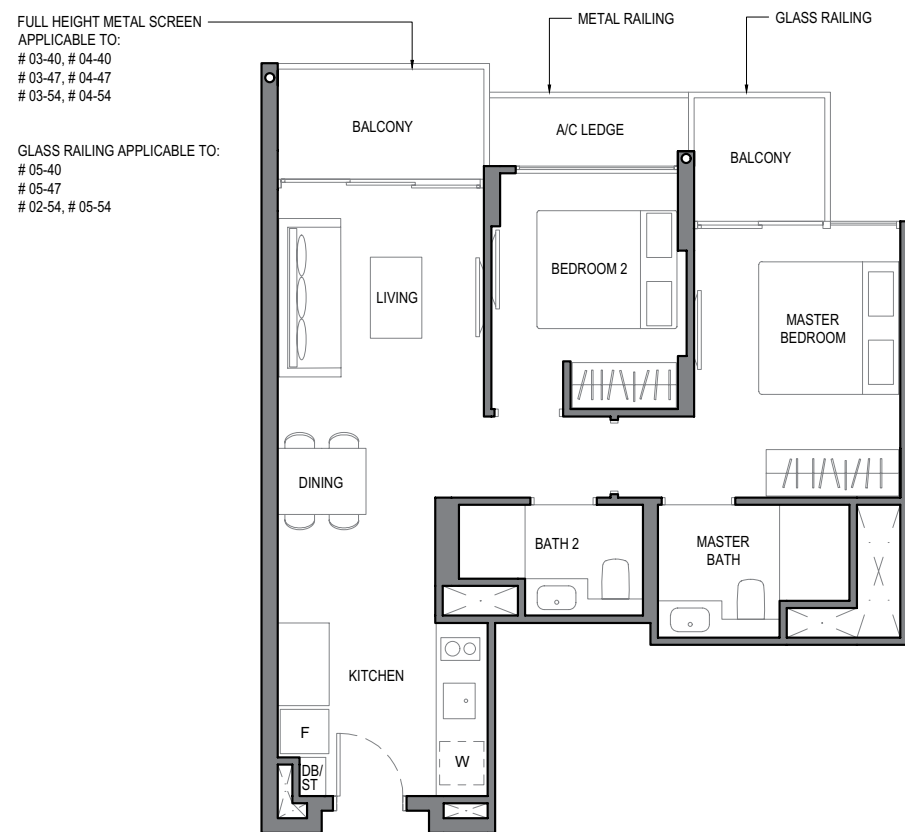 FULL HEIGHT METAL SCREEN
APPLICABLE TO:
# 03-40, # 04-40
# 03-47, # 04-47
# 03-54, # 04-54
METAL RAILING
GLASS RAILING
GLASS RAILING APPLICABLE TO:
# 05-40
# 05-47
# 02-54, # 05-54
BALCONY
A/C LEDGE
BALCONY
BEDROOM 2
LIVING
MASTER
BEDROOM
DINING
BATH 2
MASTER
BATH
KITCHEN
F
W
DB/
ST